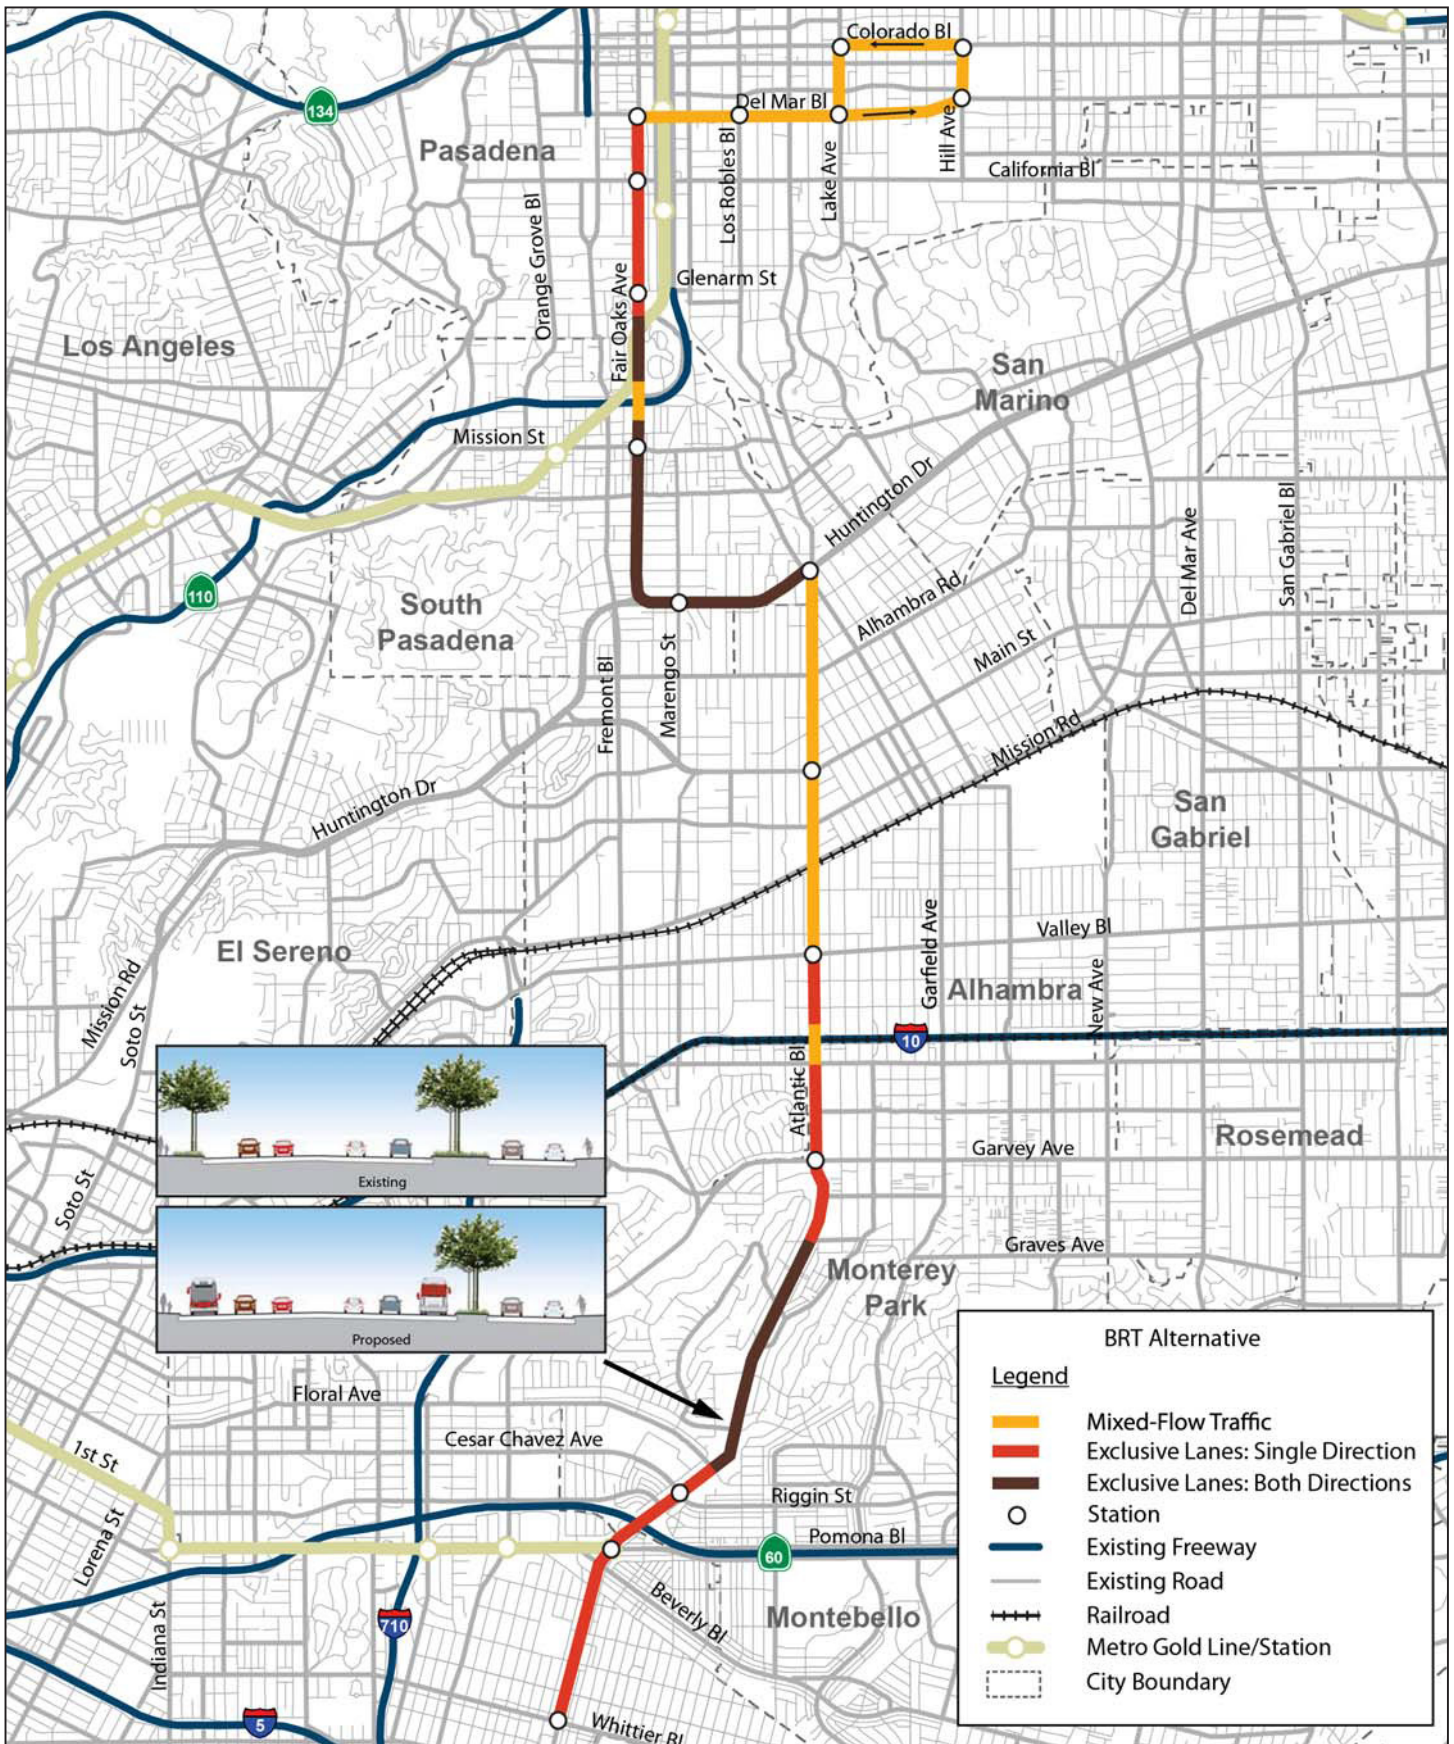 Colorado Bl
134
Del Mar Bl
Pasadena
Hill Ave
California Bl
Orange Grove Bl
Los Robles Bl
Lake Ave
Glenarm St
Fair Oaks Ave
Los Angeles
San
Marino
Mission St
Huntington Dr
Del Mar Ave
San Gabriel Bl
110
South
Pasadena
Alhambra Rd
Main St
Fremont Bl
Marengo St
Mission Rd
Huntington Dr
San
Gabriel
El Sereno
Garfield Ave
Valley Bl
Alhambra
Mission Rd
Soto St
New Ave
10
Atlantic Bl
Existing
Garvey Ave
Rosemead
Soto St
Graves Ave
Monterey
Park
Proposed
Floral Ave
Cesar Chavez Ave
1st St
Riggin St
Pomona Bl
60
Lorena St
Indiana St
710
Beverly Bl
Montebello
5
Whittier Bl
BRT Alternative
Legend
Mixed-Flow Traffic
Exclusive Lanes: Single Direction
Exclusive Lanes: Both Directions
Station
Existing Freeway
Existing Road
Railroad
Metro Gold Line/Station
City Boundary